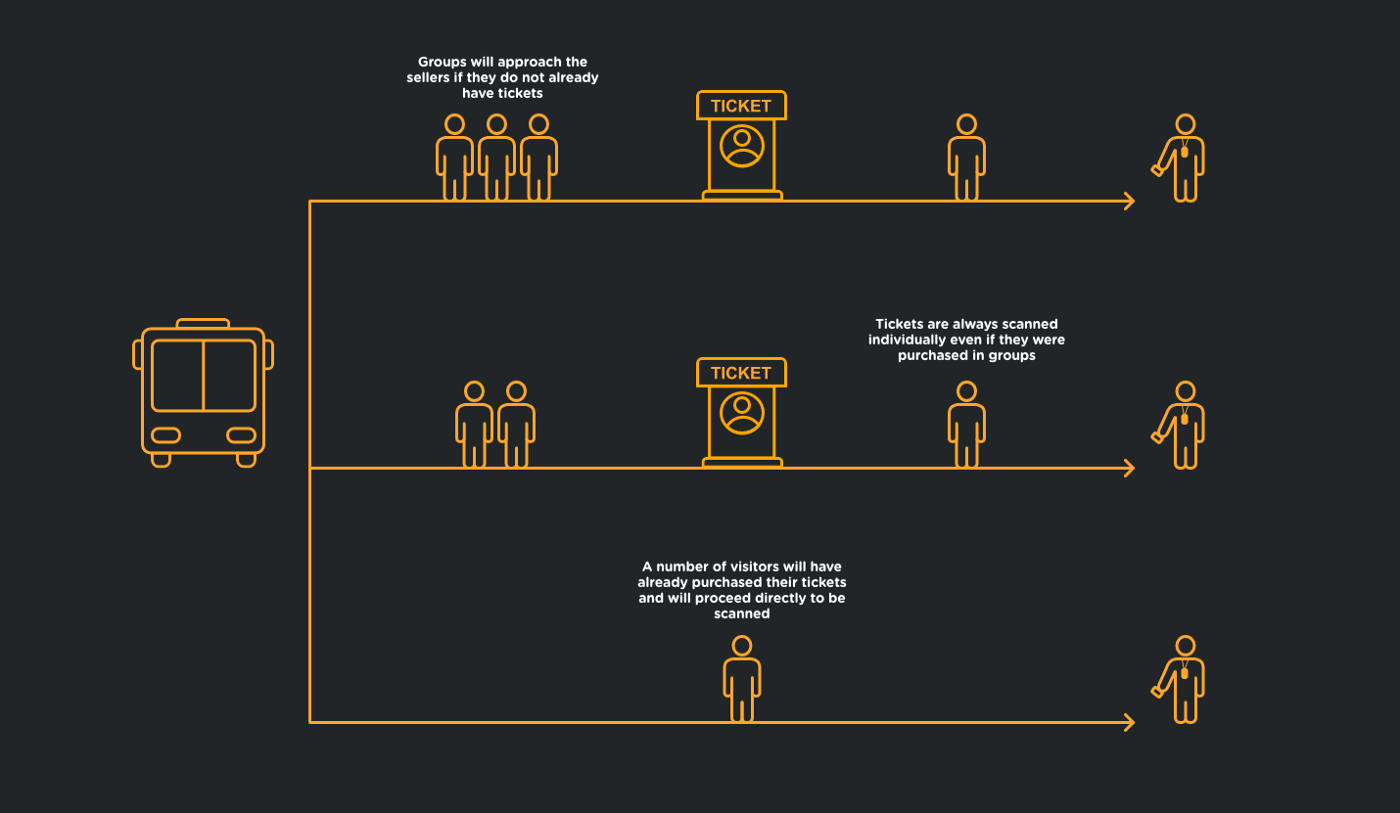 Groups will approach the
sellers if they do not already
have tickets
TICKET
Tickets are always scanned
individually even if they were
purchased in groups
TICKET
A number of visitors will have
already purchased their tickets
and will proceed directly to be
scanned